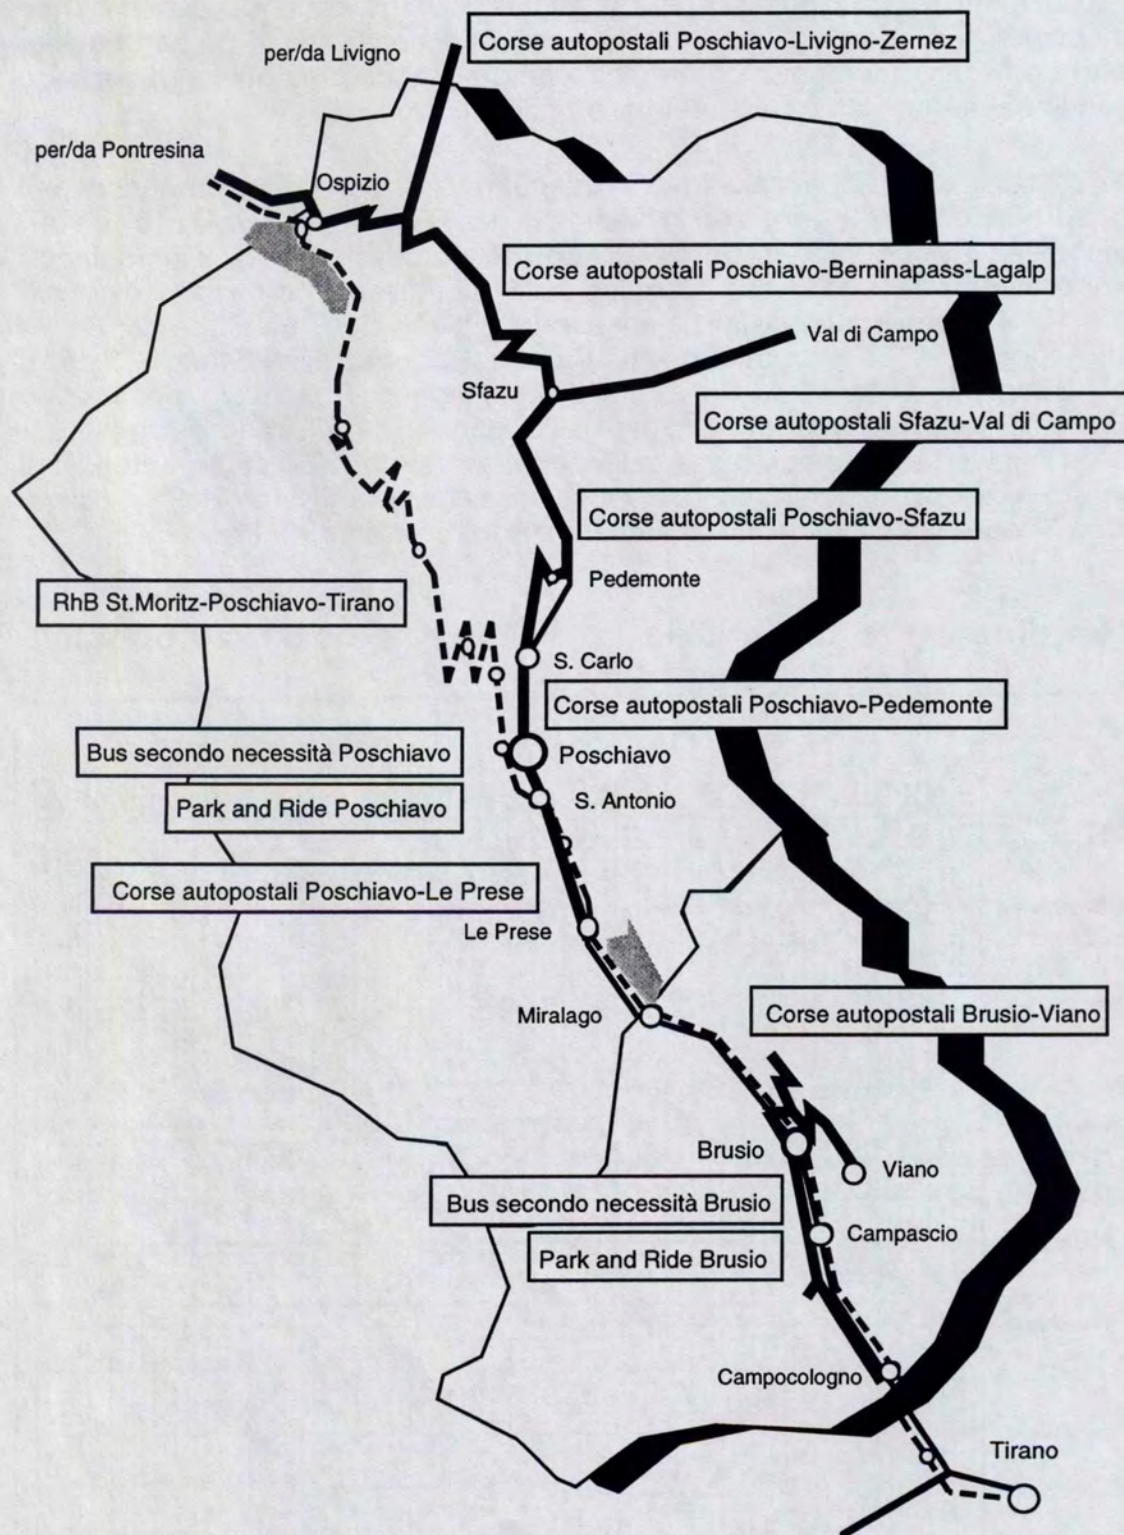 Corse autopostali Poschiavo-Livigno-Zernez
per/da Livigno
per/da Pontresina
Ospizio
Corse autopostali Poschiavo-Berninapass-Lagalp
Val di Campo
Sfazu
Corse autopostali Sfazu-Val di Campo
Corse autopostali Poschiavo-Sfazu
Pedemonte
RhB St.Moritz-Poschiavo-Tirano
S. Carlo
Corse autopostali Poschiavo-Pedemonte
Bus secondo necessità Poschiavo
Poschiavo
Park and Ride Poschiavo
S. Antonio
Corse autopostali Poschiavo-Le Prese
Le Prese
Miralago
Corse autopostali Brusio-Viano
Brusio
Viano
Bus secondo necessità Brusio
Campascio
Park and Ride Brusio
Campocologno
Tirano